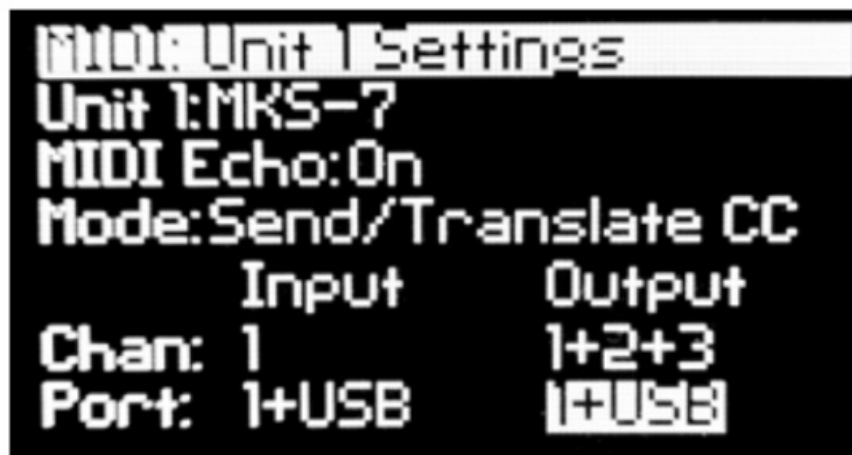 MIDI: Unit 1 Settings
Unit 1:MKS-7
MIDI Echo:On
Mode:Send/Translate CC
Input Output
Chan: 1 1+2+3
Port: 1+USB 1+USB